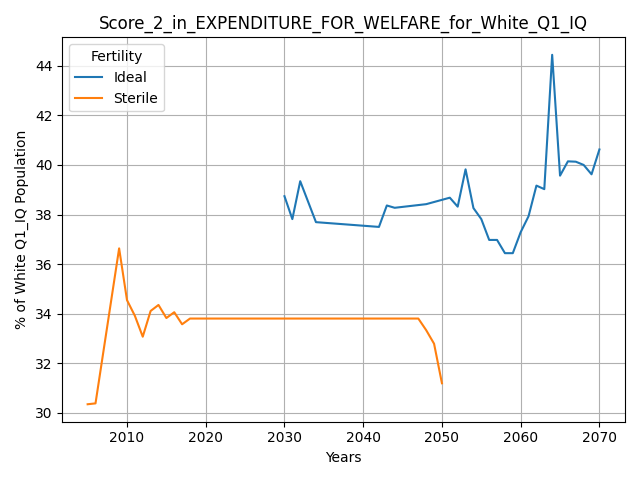 Score_2_in_EXPENDITURE_FOR_WELFARE_for_White_Q1_IQ
Fertility
Ideal
Sterile
% of White Q1_IQ Population
44
42
40
38
36
34
32
30
2010 2020 2030 2040 2050 2060 2070
Years